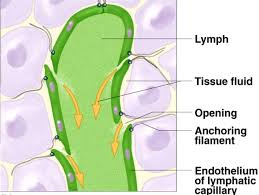 Lymph
Tissue fluid
Opening
Anchoring
filament
Endothelium
of lymphatic
capillary